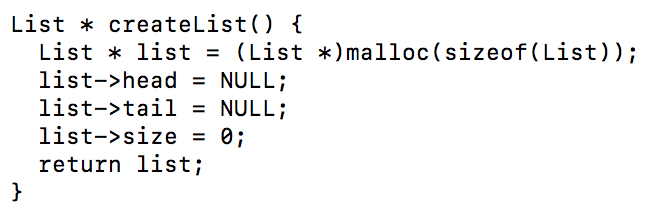 List * createList() {
  List * list = (List *)malloc(sizeof(List));
  list->head = NULL;
  list->tail = NULL;
  list->size = 0;
  return list;
}